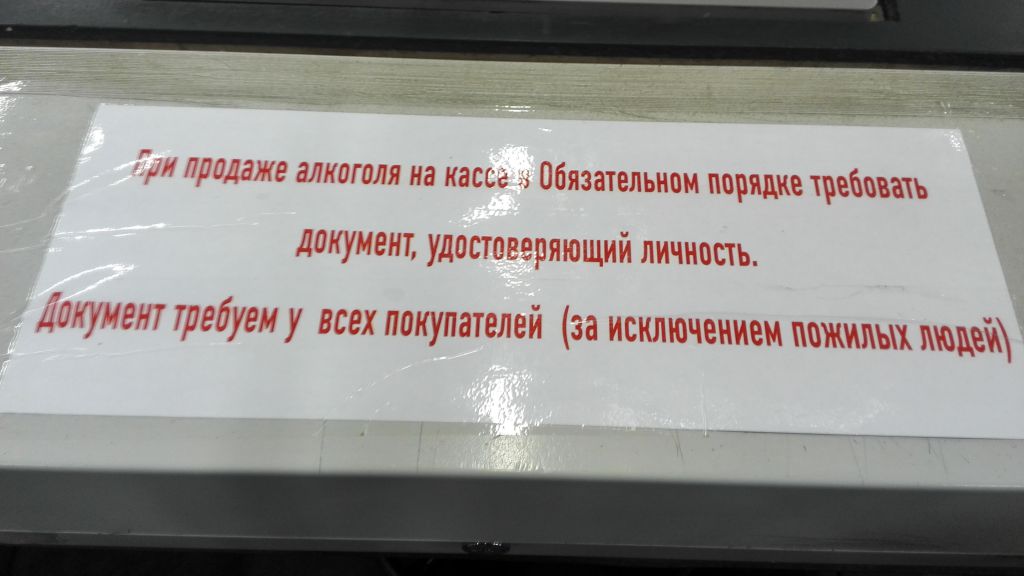 При продаже алкоголя на кассе в Обязательном порядке требовать
документ, удостоверяющий личность.
Документ требуем у всех покупателей (за исключением пожилых людей)